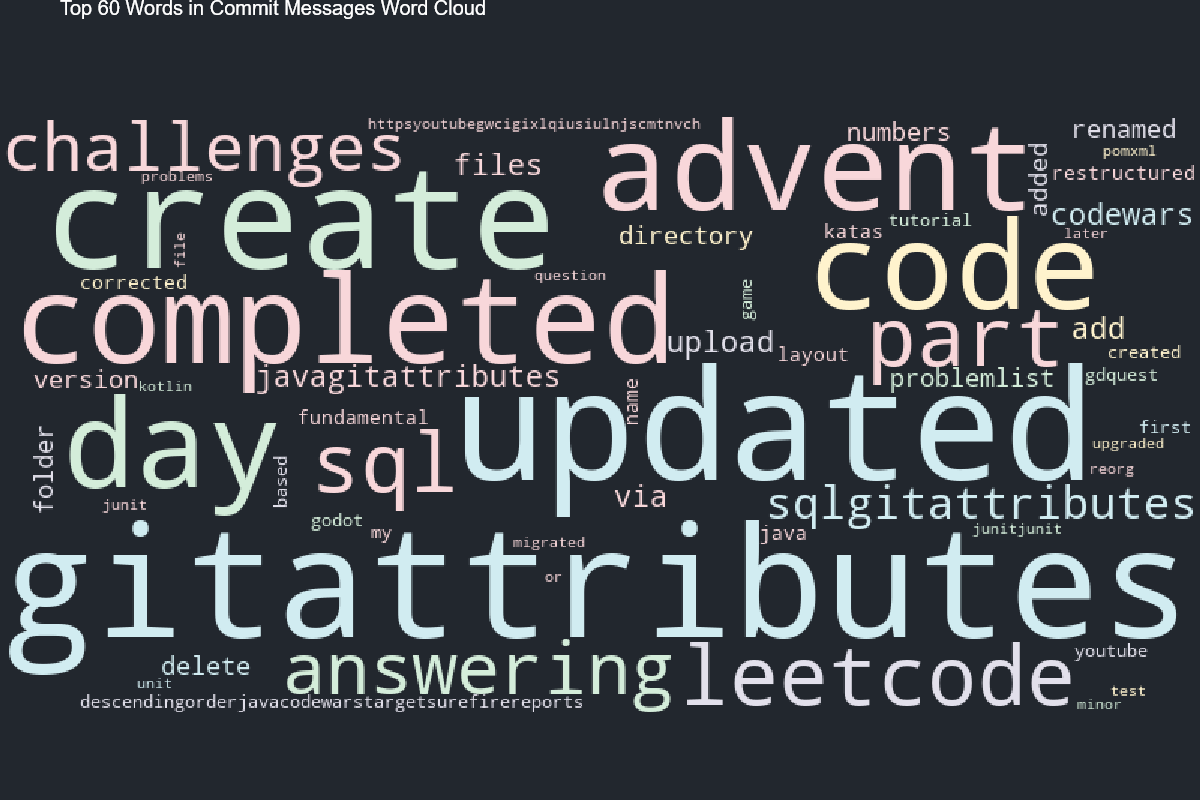 Top 60 Words in Commit Messages Word Cloud
httpsyoutubegwcigixlqiusiulnjscmtnvch
challenges
files
advent
numbers
renamed
pomxml
added
restructured
problems
create
file
directory
katas
tutorial
codewars
later
code
corrected
question
game
completed
upload
layout
part
add
created
version
kotlin
javagitattributes
name
problemlist
gdquest
day
fundamental
updated
first
upgraded
reorg
folder
based
sql
via
sqlgitattributes
junit
godot
my
migrated
java
junitjunit
or
gitattributes
delete
unit
answering
leetcode
youtube
test
minor
descendingorderjavacodewarstargetsurefirereports